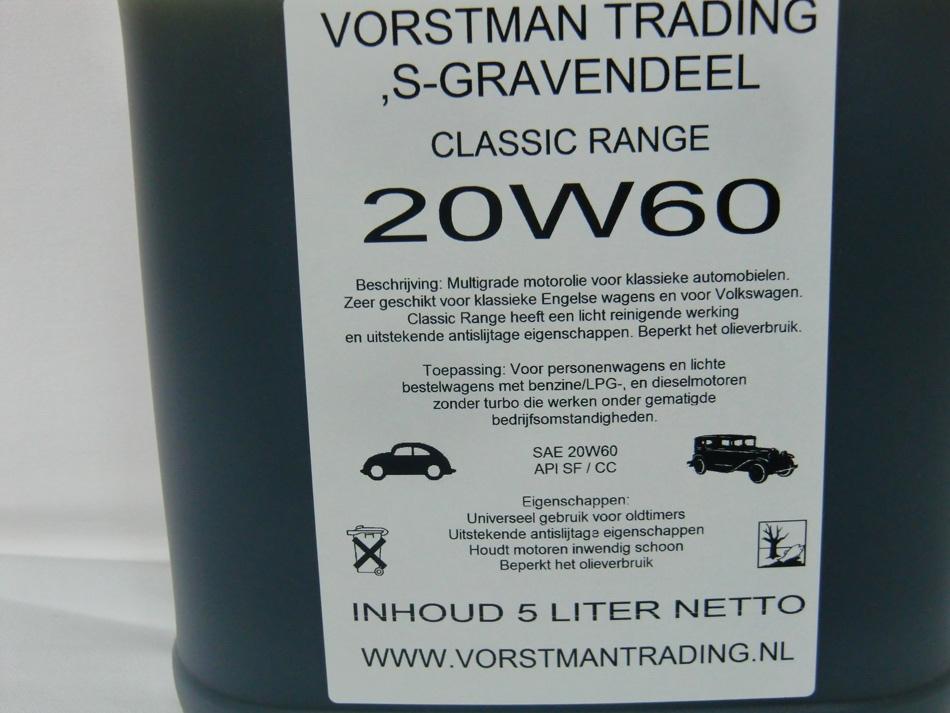 VORSTMAN TRADING
,S-GRAVENDEEL
CLASSIC RANGE
20W60
Beschrijving: Multigrade motorolie voor klassieke automobielen.
Zeer geschikt voor klassieke Engelse wagens en voor Volkswagen.
Classic Range heeft een licht reinigende werking
en uitstekende antislijtage eigenschappen. Beperkt het olieverbruik.
Toepassing: Voor personenwagens en lichte
bestelwagens met benzine/LPG-, en dieselmotoren
zonder turbo die werken onder gematigde
bedrijfsomstandigheden.
SAE 20W60
API SF / CC
Eigenschappen:
Universeel gebruik voor oldtimers
Uitstekende antislijtage eigenschappen
Houdt motoren inwendig schoon
Beperkt het olieverbruik
INHOUD 5 LITER NETTO
WWW.VORSTMANTRADING.NL